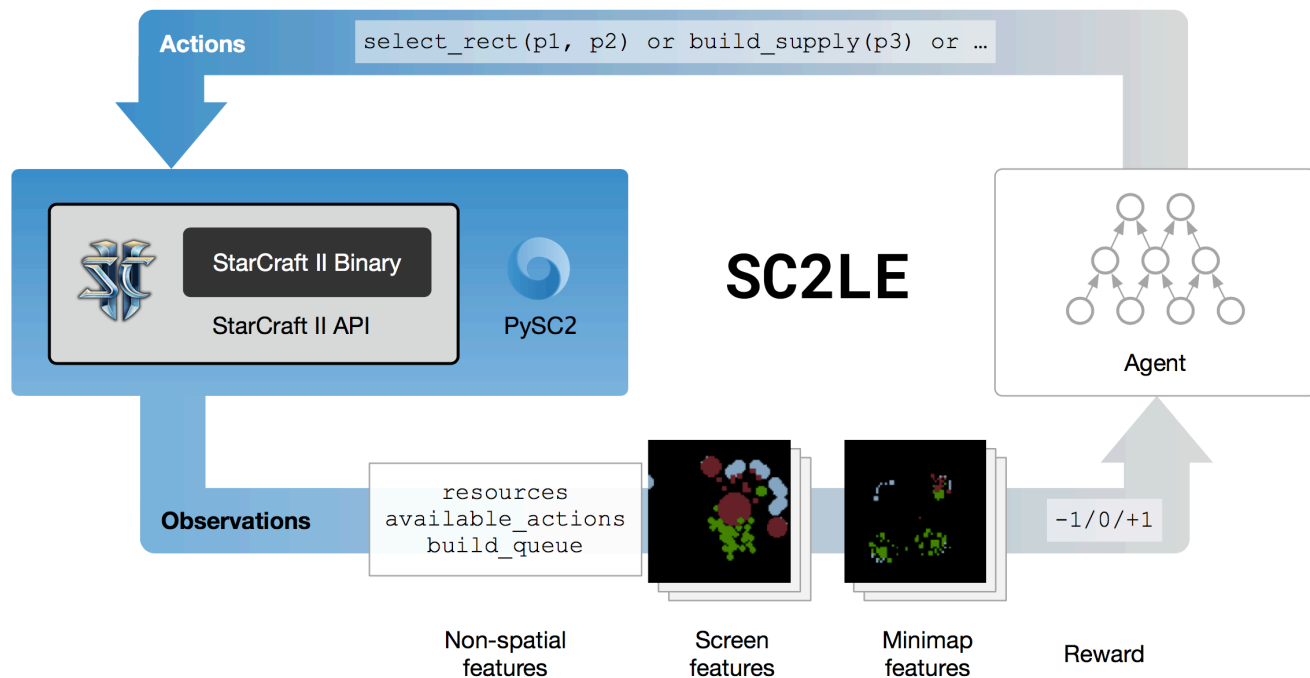 Actions
select_rect(p1, p2) or build_supply(p3) or …
SC
StarCraft II Binary
StarCraft II API
PySC2
SC2LE
Agent
Observations
resources
available_actions
build_queue
-1/0/+1
Non-spatial
features
Screen
features
Minimap
features
Reward